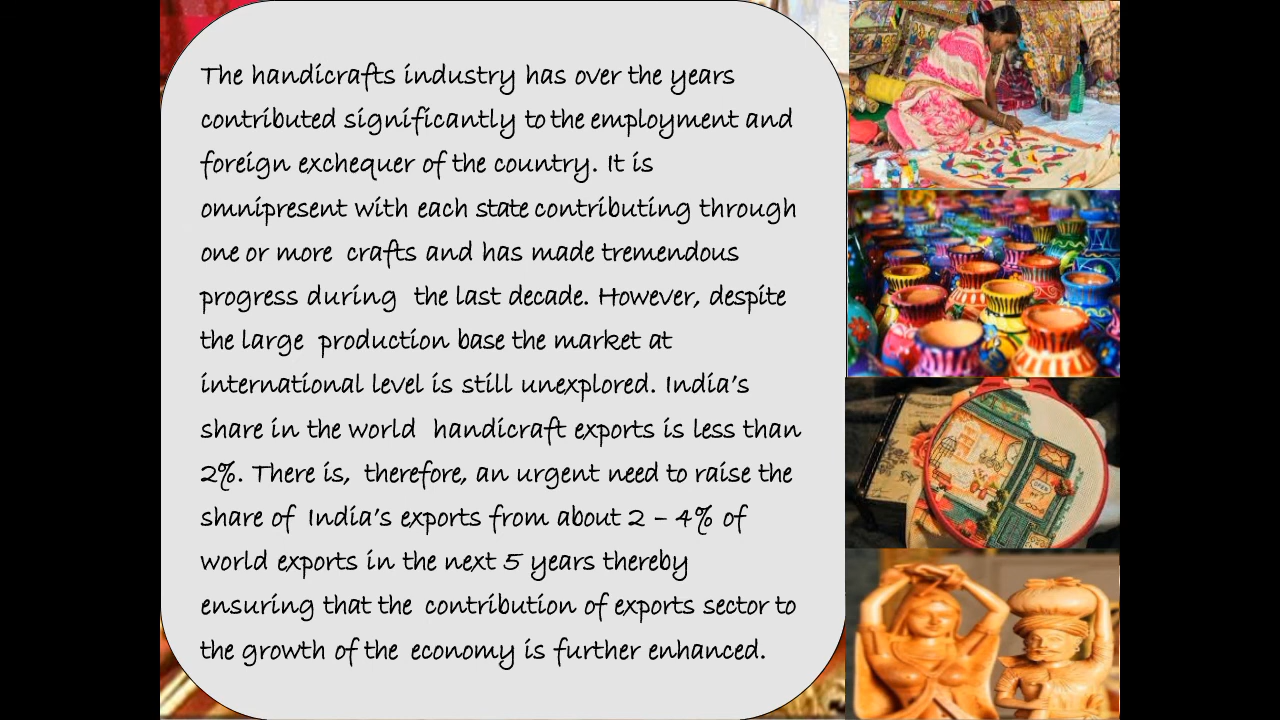 The handicrafts industry has over the years
contributed significantly to the employment and
foreign exchequer of the country. It is
omnipresent with each state contributing through
one or more crafts and has made tremendous
progress during the last decade. However, despite
the large production base the market at
international level is still unexplored. India's
share in the world handicraft exports is less than
2%. There is, therefore, an urgent need to raise the
share of India's exports from about 2 – 4% of
world exports in the next 5 years thereby
ensuring that the contribution of exports sector to
the growth of the economy is further enhanced.